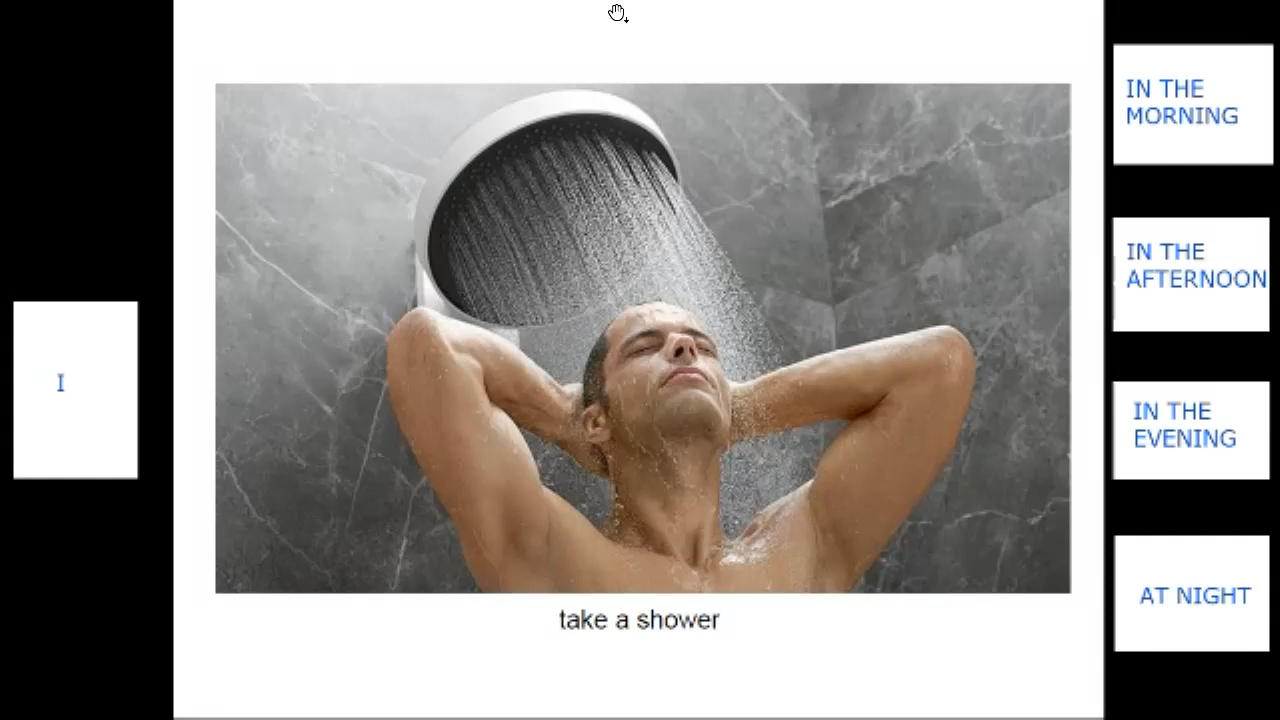 I
take a shower
IN THE
MORNING
IN THE
AFTERNOON
IN THE
EVENING
AT NIGHT